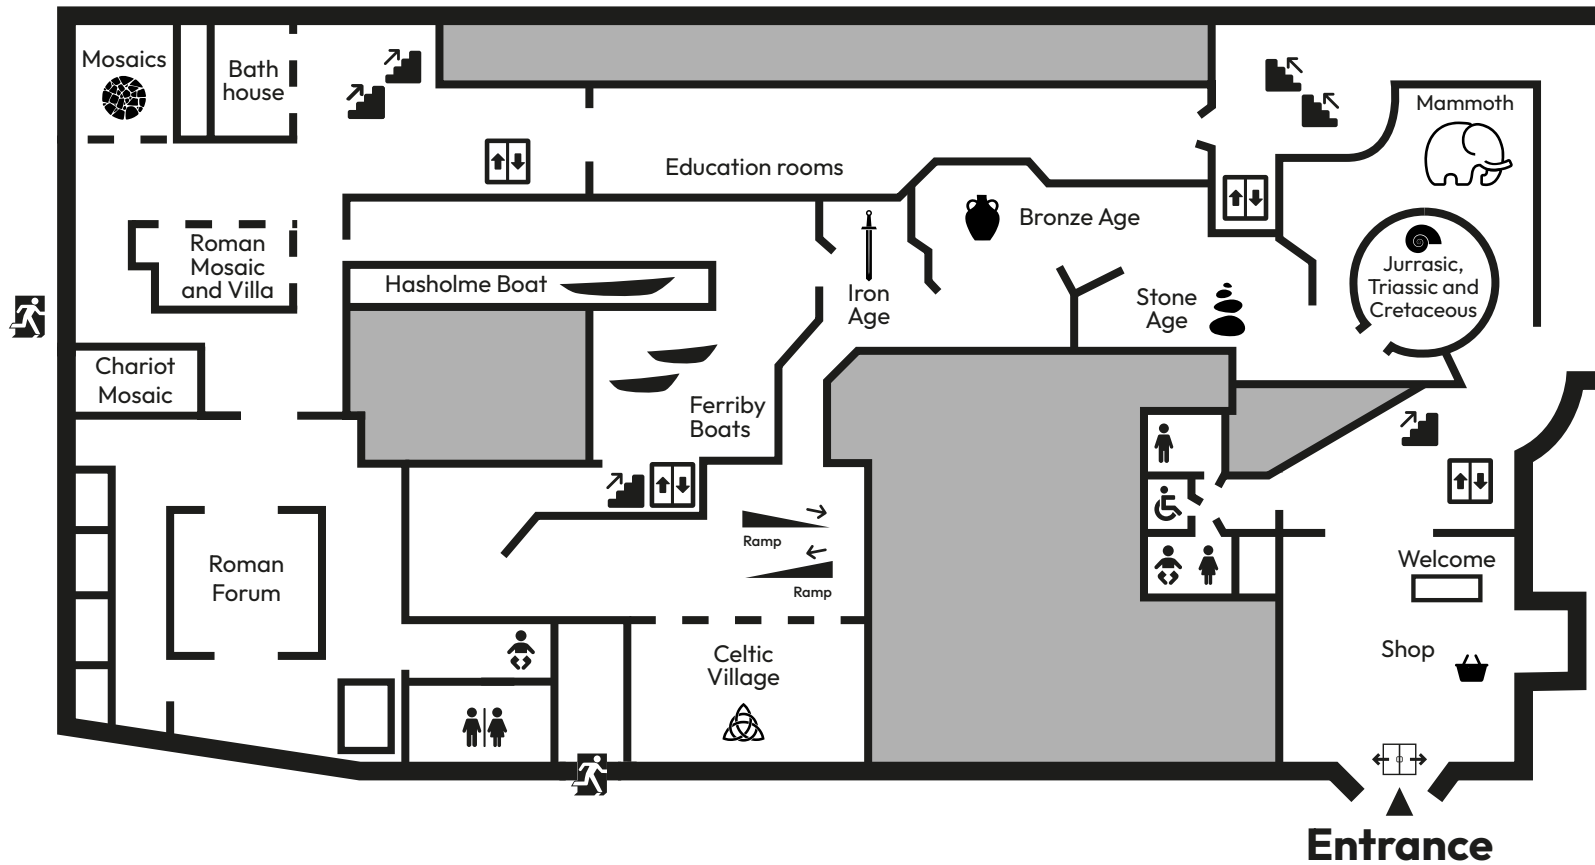 Mosaics
Bath
house
Mammoth
Education rooms
Bronze Age
Roman
Mosaic
and Villa
Hasholme Boat
Iron
Age
Stone
Age
Jurrasic,
Triassic and
Cretaceous
Chariot
Mosaic
Ferriby
Boats
Ramp
Ramp
Roman
Forum
Welcome
Celtic
Village
Shop
Entrance